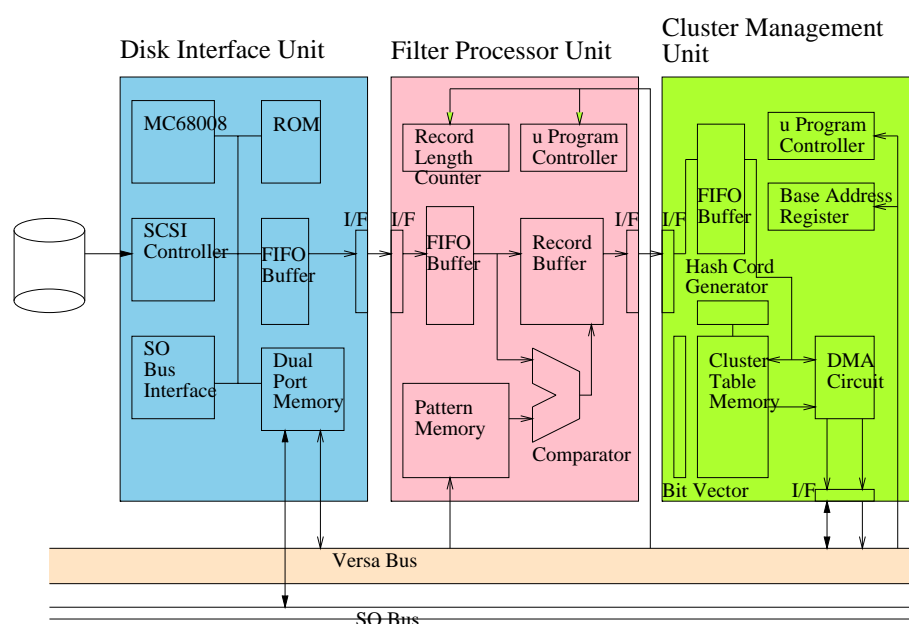 Disk Interface Unit
Filter Processor Unit
Cluster Management
Unit
MC68008
ROM
SCSI
Controller
FIFO
Buffer
I/F
SO
Bus
Interface
Dual
Port
Memory
Record
Length
Counter
u Program
Controller
I/F
FIFO
Buffer
Record
Buffer
I/F
Pattern
Memory
Comparator
I/F
FIFO
Buffer
u Program
Controller
Base Address
Register
Hash Cord
Generator
Cluster
Table
Memory
DMA
Circuit
Bit Vector
I/F
Versa Bus
SO Bus